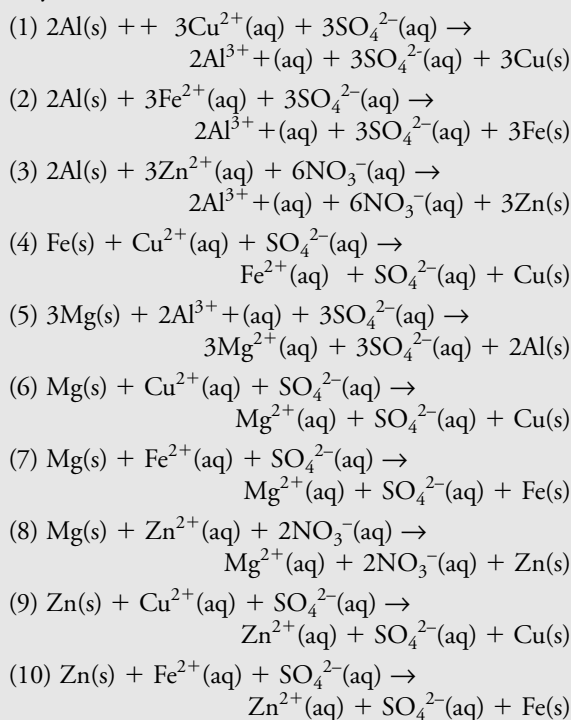 (1) 2Al(s) ++ 3Cu²⁺(aq) + 3SO₄²⁻(aq) →
2Al³⁺+(aq) + 3SO₄²⁻(aq) + 3Cu(s)
(2) 2Al(s) + 3Fe²⁺(aq) + 3SO₄²⁻(aq) →
2Al³⁺+(aq) + 3SO₄²⁻(aq) + 3Fe(s)
(3) 2Al(s) + 3Zn²⁺(aq) + 6NO₃⁻(aq) →
2Al³⁺+(aq) + 6NO₃⁻(aq) + 3Zn(s)
(4) Fe(s) + Cu²⁺(aq) + SO₄²⁻(aq) →
Fe²⁺(aq) + SO₄²⁻(aq) + Cu(s)
(5) 3Mg(s) + 2Al³⁺+(aq) + 3SO₄²⁻(aq) →
3Mg²⁺(aq) + 3SO₄²⁻(aq) + 2Al(s)
(6) Mg(s) + Cu²⁺(aq) + SO₄²⁻(aq) →
Mg²⁺(aq) + SO₄²⁻(aq) + Cu(s)
(7) Mg(s) + Fe²⁺(aq) + SO₄²⁻(aq) →
Mg²⁺(aq) + SO₄²⁻(aq) + Fe(s)
(8) Mg(s) + Zn²⁺(aq) + 2NO₃⁻(aq) →
Mg²⁺(aq) + 2NO₃⁻(aq) + Zn(s)
(9) Zn(s) + Cu²⁺(aq) + SO₄²⁻(aq) →
Zn²⁺(aq) + SO₄²⁻(aq) + Cu(s)
(10) Zn(s) + Fe²⁺(aq) + SO₄²⁻(aq) →
Zn²⁺(aq) + SO₄²⁻(aq) + Fe(s)